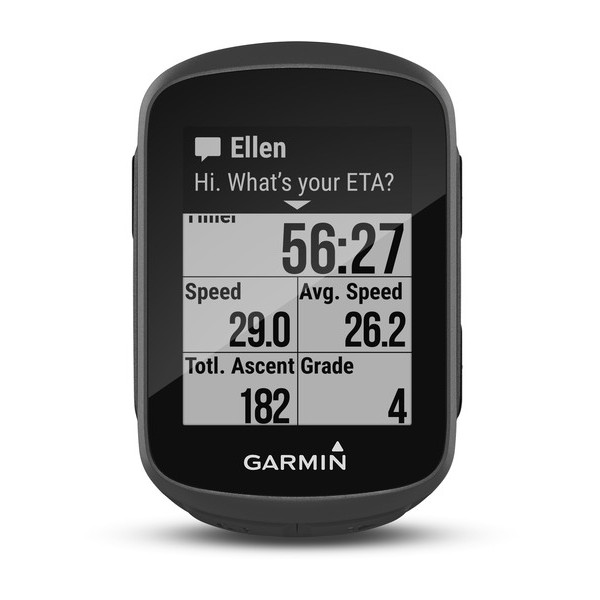 Ellen
Hi. What's your ETA?
Timer
56:27
Speed
Avg. Speed
29.0
26.2
Totl. Ascent
Grade
182
4
GARMIN